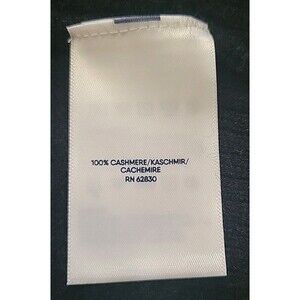 100% CASHMERE/KASCHMIR/
CACHEMIRE
RN 62830